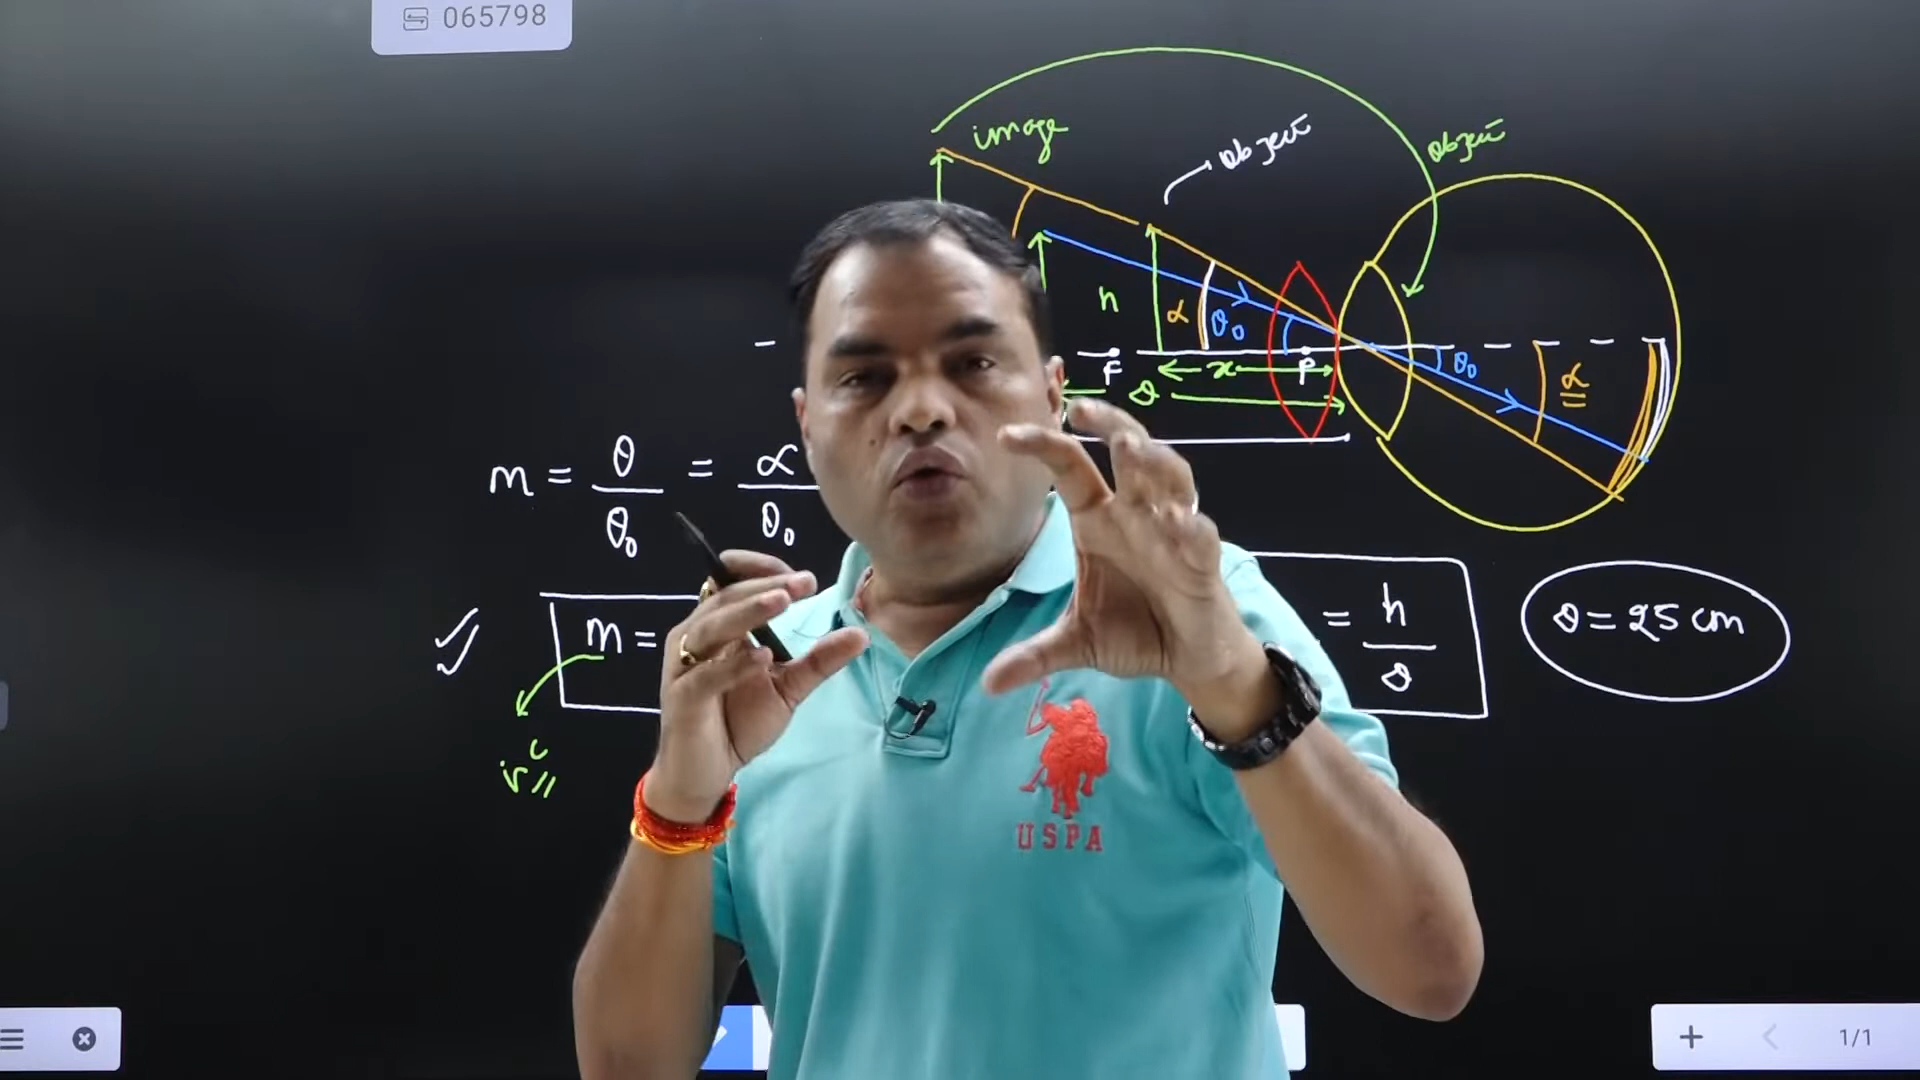 065798
image
object
object
h
α
θ₀
θ₀
α
F
x
F
D
m = θ/θ₀ = α/θ₀
m =
= h/D
D = 25 cm
USPA
1/1